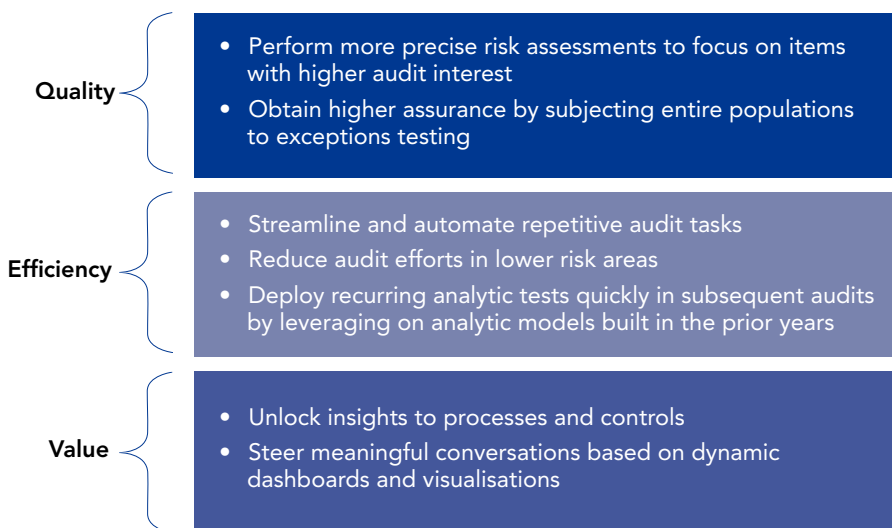 Quality
• Perform more precise risk assessments to focus on items
with higher audit interest
• Obtain higher assurance by subjecting entire populations
to exceptions testing
Efficiency
• Streamline and automate repetitive audit tasks
• Reduce audit efforts in lower risk areas
• Deploy recurring analytic tests quickly in subsequent audits
by leveraging on analytic models built in the prior years
Value
• Unlock insights to processes and controls
• Steer meaningful conversations based on dynamic
dashboards and visualisations